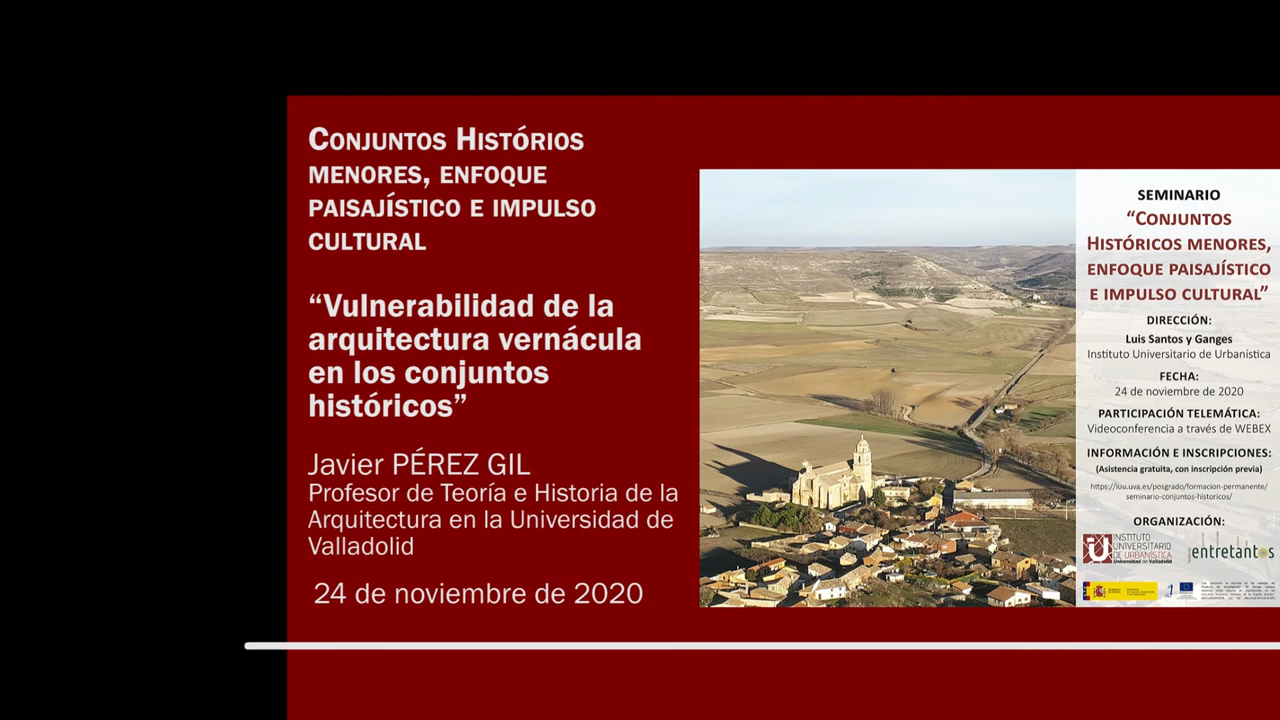 CONJUNTOS HISTÓRIOS
MENORES, ENFOQUE
PAISAJÍSTICO E IMPULSO
CULTURAL
“Vulnerabilidad de la
arquitectura vernácula
en los conjuntos
históricos”
Javier PÉREZ GIL
Profesor de Teoría e Historia de la
Arquitectura en la Universidad de
Valladolid
24 de noviembre de 2020
SEMINARIO
“CONJUNTOS
HISTÓRICOS MENORES,
ENFOQUE PAISAJÍSTICO
E IMPULSO CULTURAL”
DIRECCIÓN:
Luis Santos y Ganges
Instituto Universitario de Urbanística
FECHA:
24 de noviembre de 2020
PARTICIPACIÓN TELEMÁTICA:
Videoconferencia a través de WEBEX
INFORMACIÓN E INSCRIPCIONES:
(Asistencia gratuita, con inscripción previa)
https://iuu.uva.es/posgrado/formacion-permanente/
seminario-conjuntos-historicos/
ORGANIZACIÓN:
INSTITUTO
UNIVERSITARIO
DE URBANÍSTICA
Universidad de Valladolid
entretantos